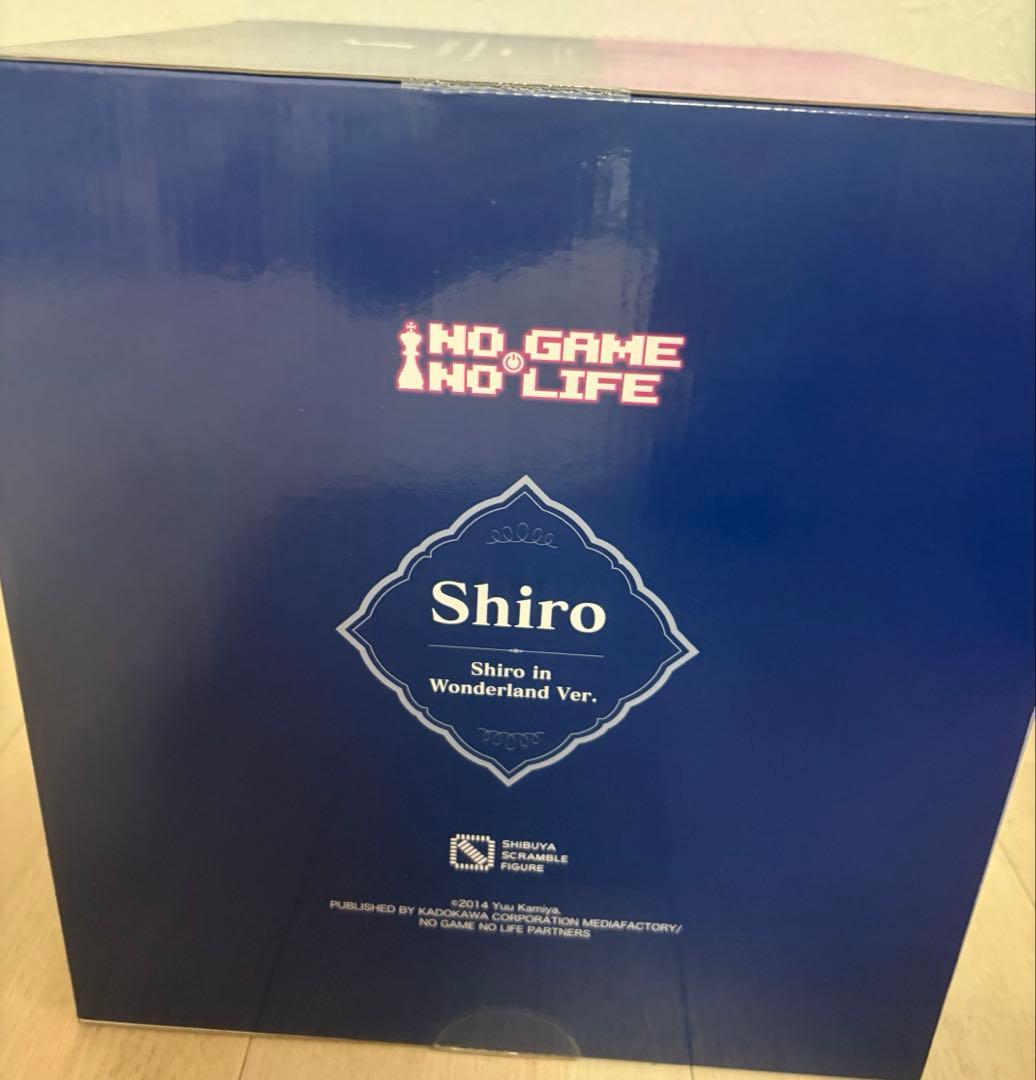 NO GAME
NO LIFE
Shiro
Shiro in
Wonderland Ver.
SHIBUYA
SCRAMBLE
FIGURE
©2014 Yuu Kamiya,
PUBLISHED BY KADOKAWA CORPORATION MEDIAFACTORY/
NO GAME NO LIFE PARTNERS